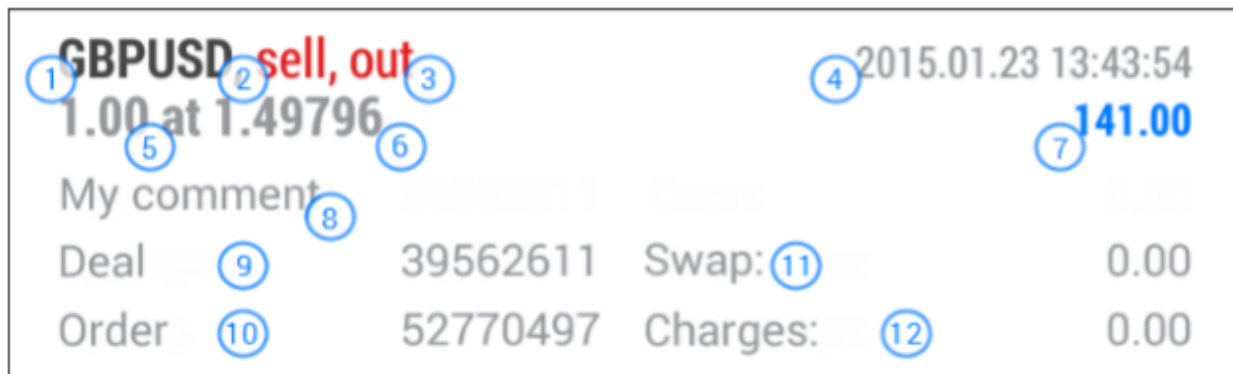 GBPUSD, sell, out 2015.01.23 13:43:54
1 2 3 4
1.00 at 1.49796 141.00
5 6 7
My comment
8
Deal 9 39562611 Swap: 11 0.00
Order 10 52770497 Charges: 12 0.00